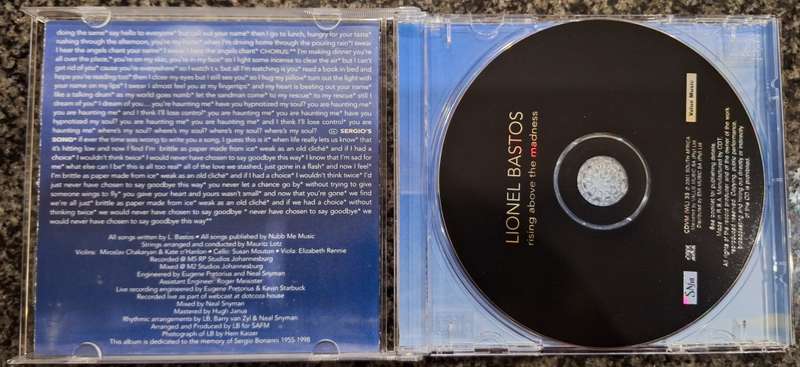 doing the same* say hello to everyone* but call out your name* then I go to lunch, hungry for your taste*
rushing through the afternoon, you're my haste* when I'm driving home through the pouring rain* I swear
I hear the angels chant your name* I swear I hear the angels chant* CHORUS ** I'm making dinner you're
all over the place,* you're on my skin, you're in my face* so I light some incense to clear the air* but I can't
get rid of you* 'cause you're everywhere* so I watch t.v. but all I'm watching is you* read a book in bed and
hope you're reading too* then I close my eyes but I still see you* so I hug my pillow* turn out the light with
your name on my lips* I swear I almost feel you at my fingertips* and my heart is beating out your name*
like a talking drum* as my world goes numb* let the sandman come* to my rescue* to my rescue* still I
dream of you* I dream of you.... you're haunting me* have you hypnotized my soul? you are haunting me*
you are haunting me* and I think I'll lose control* you are haunting me* you are haunting me* have you
hypnotized my soul? you are haunting me* you are haunting me* and I think I'll lose control* you are
haunting me* where's my soul? where's my soul? where's my soul? where's my soul? ** SERGIO'S
SONG* if ever the time was wrong to write you a song, I guess this is it* when life really lets us know* that
it's hitting low and now I find* I'm brittle as paper made from ice* weak as an old cliché* and if I had a
choice* I wouldn't think twice* I would never have chosen to say goodbye this way* I know that I'm sad for
me* what else can I be* this is all too real* all of the love we stashed, just gone in a flash* and now I feel*
I'm brittle as paper made from ice* weak as an old cliché* and if I had a choice* I wouldn't think twice* I'd
just never have chosen to say goodbye this way* you never let a chance go by* without trying to give
someone wings to fly* you gave your heart and yours wasn't small* and now that you're gone* we find
we're all just* brittle as paper made from ice* weak as an old cliché* and if we had a choice* without
thinking twice* we would never have chosen to say goodbye* never have chosen to say goodbye* we
would never have chosen to say goodbye this way**
All songs written by L. Bastos* All songs published by Nubb Me Music
Strings arranged and conducted by Mauritz Lotz
Violins: Miroslav Chakaryan & Kate o'Hanlon* Cello: Susan Mouton* Viola: Elizabeth Rennie
Recorded @ M5 RP Studios Johannesburg
Mixed @ M2 Studios Johannesburg
Engineered by Eugene Pretorius and Neal Snyman
Assistant Engineer: Roger Mewster
Live recording engineered by Eugene Pretorius & Kevin Starbuck
Recorded live as part of webcast at dotcoza house
Mixed by Neal Snyman
Mastered by Hugh Janus
Rhythmic arrangements by LB, Barry van Zyl & Neal Snyman
Arranged and Produced by LB for SAFM
Photograph of LB by Hein Kaizer
This album is dedicated to the memory of Sergio Bonanni 1955-1998
LIONEL BASTOS
rising above the madness
Value Music
CDVM (WL) 33 2001 SOUTH AFRICA
See booklet for publishing details.
of the CD is prohibited.